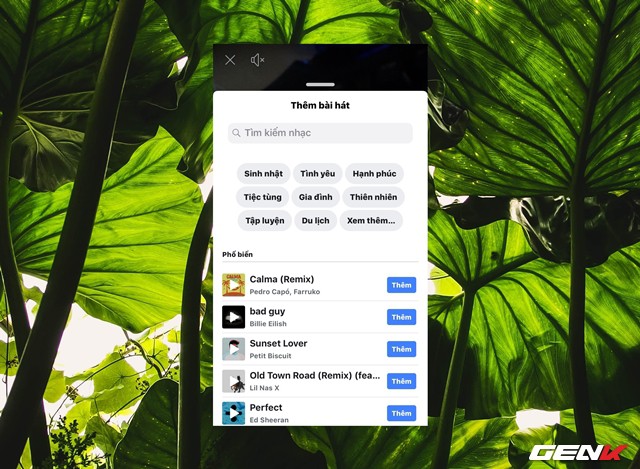 Thêm bài hát
Tìm kiếm nhạc
Sinh nhật Tình yêu Hạnh phúc
Tiệc tùng Gia đình Thiên nhiên
Tập luyện Du lịch Xem thêm...
Phổ biến
Calma (Remix)
Pedro Capó, Farruko
Thêm
bad guy
Billie Eilish
Thêm
Sunset Lover
Petit Biscuit
Thêm
Old Town Road (Remix) (fea...
Lil Nas X
Thêm
Perfect
Ed Sheeran
Thêm
GENK